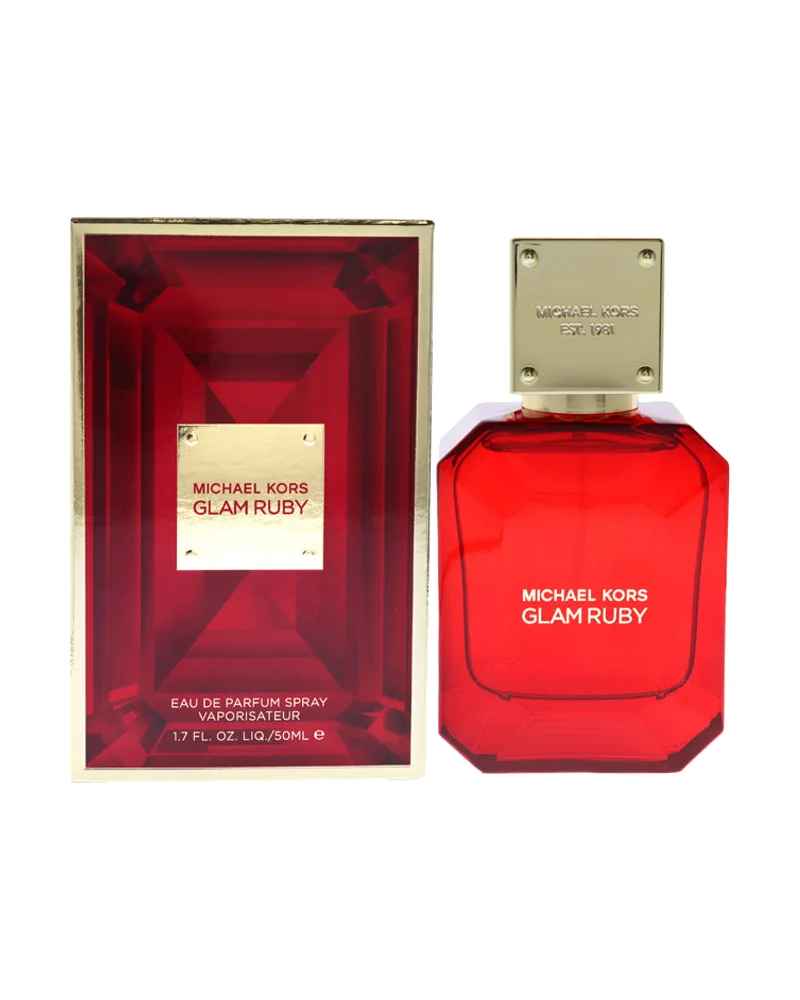 MICHAEL KORS
GLAM RUBY
EAU DE PARFUM SPRAY
VAPORISATEUR
1.7 FL. OZ. LIQ./50ML ℮
MICHAEL KORS
EST. 1981
MICHAEL KORS
GLAM RUBY